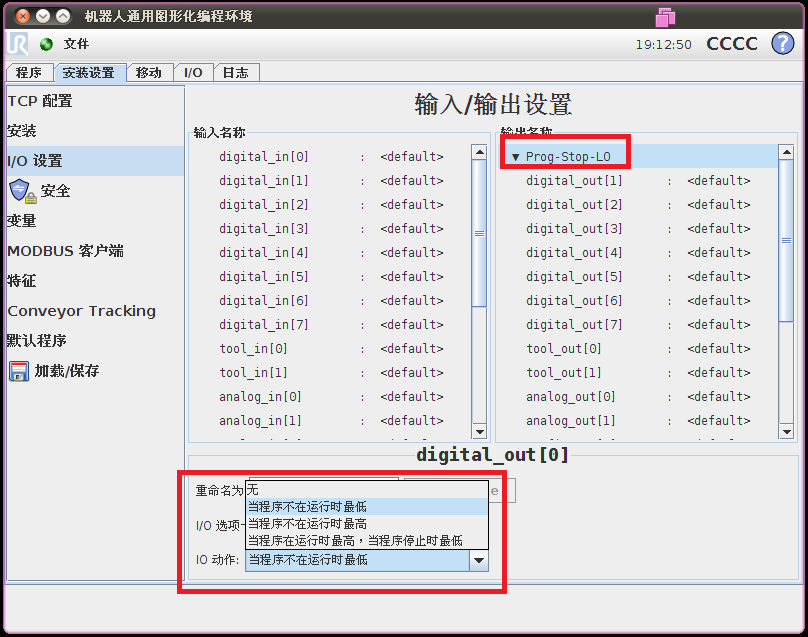 机器人通用图形化编程环境
UR 文件 19:12:50 CCCC ?
程序 安装设置 移动 I/O 日志
TCP 配置
安装
I/O 设置
安全
变量
MODBUS 客户端
特征
Conveyor Tracking
默认程序
加载/保存
输入/输出设置
输入名称
digital_in[0] : <default>
digital_in[1] : <default>
digital_in[2] : <default>
digital_in[3] : <default>
digital_in[4] : <default>
digital_in[5] : <default>
digital_in[6] : <default>
digital_in[7] : <default>
tool_in[0] : <default>
tool_in[1] : <default>
analog_in[0] : <default>
analog_in[1] : <default>
输出名称
▼ Prog-Stop-LO
digital_out[1] : <default>
digital_out[2] : <default>
digital_out[3] : <default>
digital_out[4] : <default>
digital_out[5] : <default>
digital_out[6] : <default>
digital_out[7] : <default>
tool_out[0] : <default>
tool_out[1] : <default>
analog_out[0] : <default>
analog_out[1] : <default>
digital_out[0]
重命名为
无
当程序不在运行时最低
I/O 选项
当程序不在运行时最高
当程序在运行时最高，当程序停止时最低
IO 动作: 当程序不在运行时最低